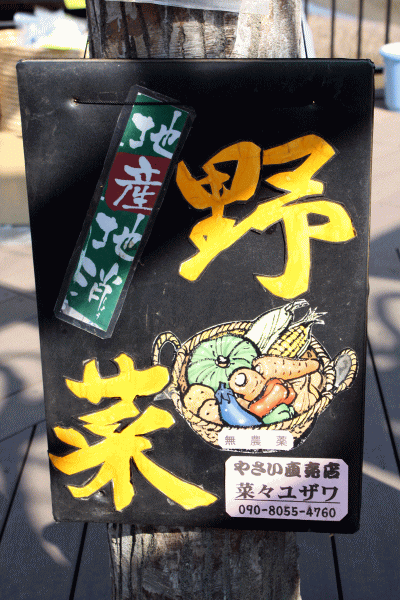 地産地消
野菜
無農薬
やさい直売店
菜々ユザワ
090-8055-4760